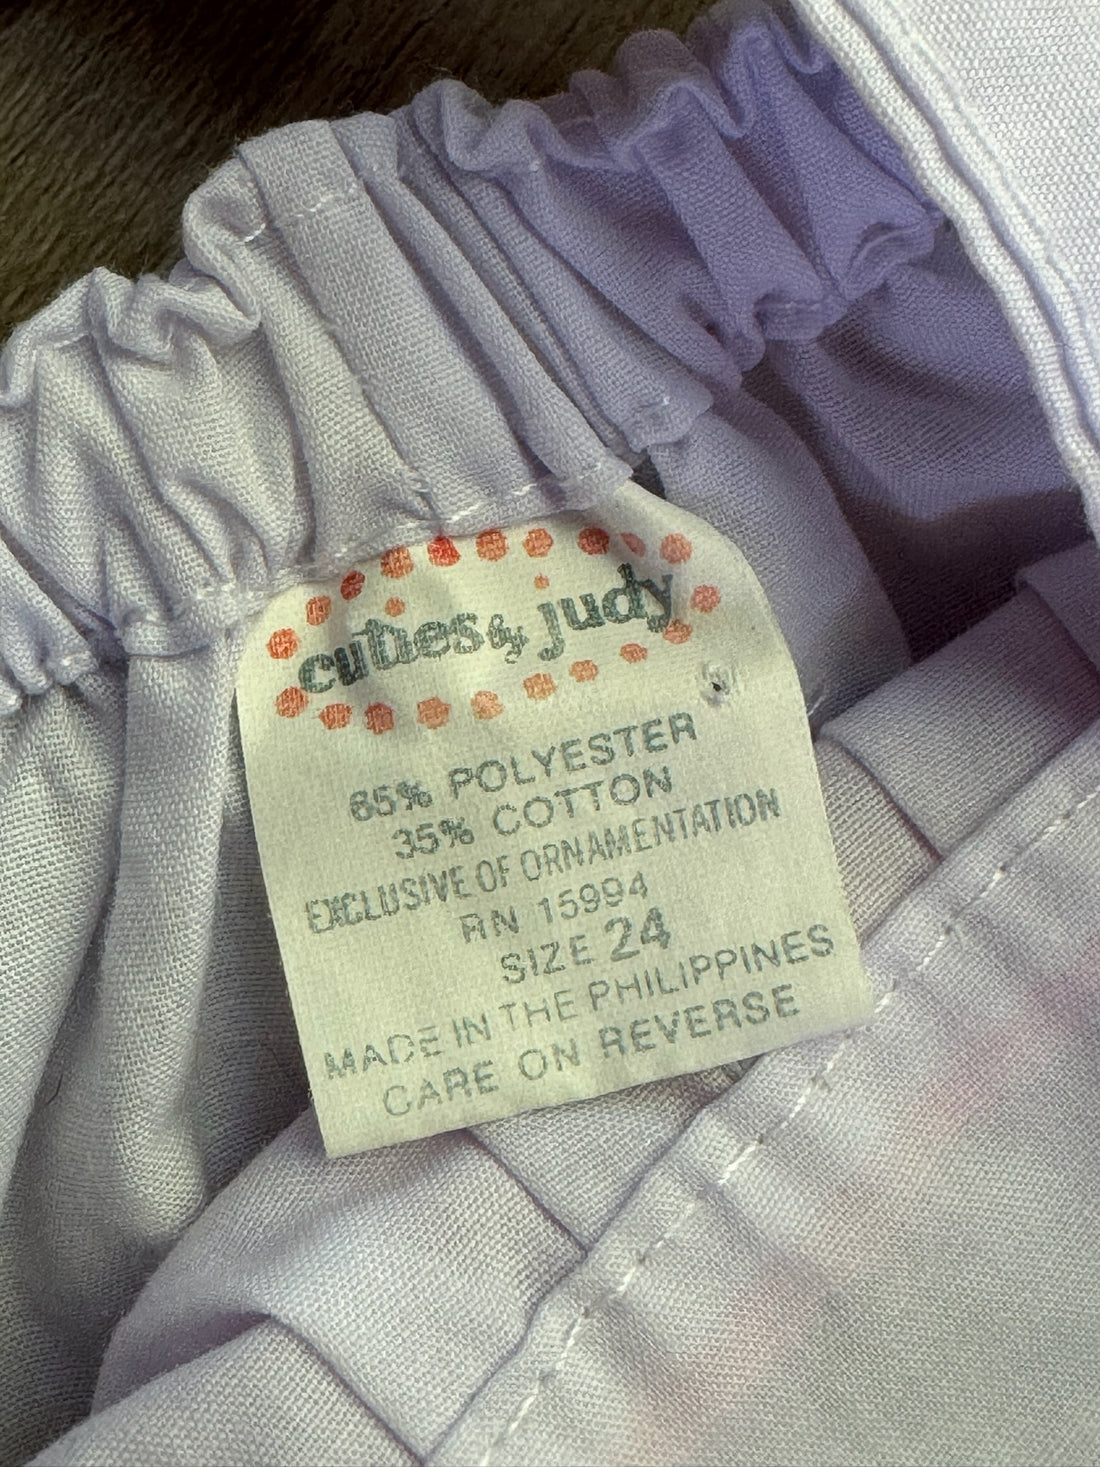 cuties by judy
65% POLYESTER
35% COTTON
EXCLUSIVE OF ORNAMENTATION
RN 15994
SIZE 24
MADE IN THE PHILIPPINES
CARE ON REVERSE